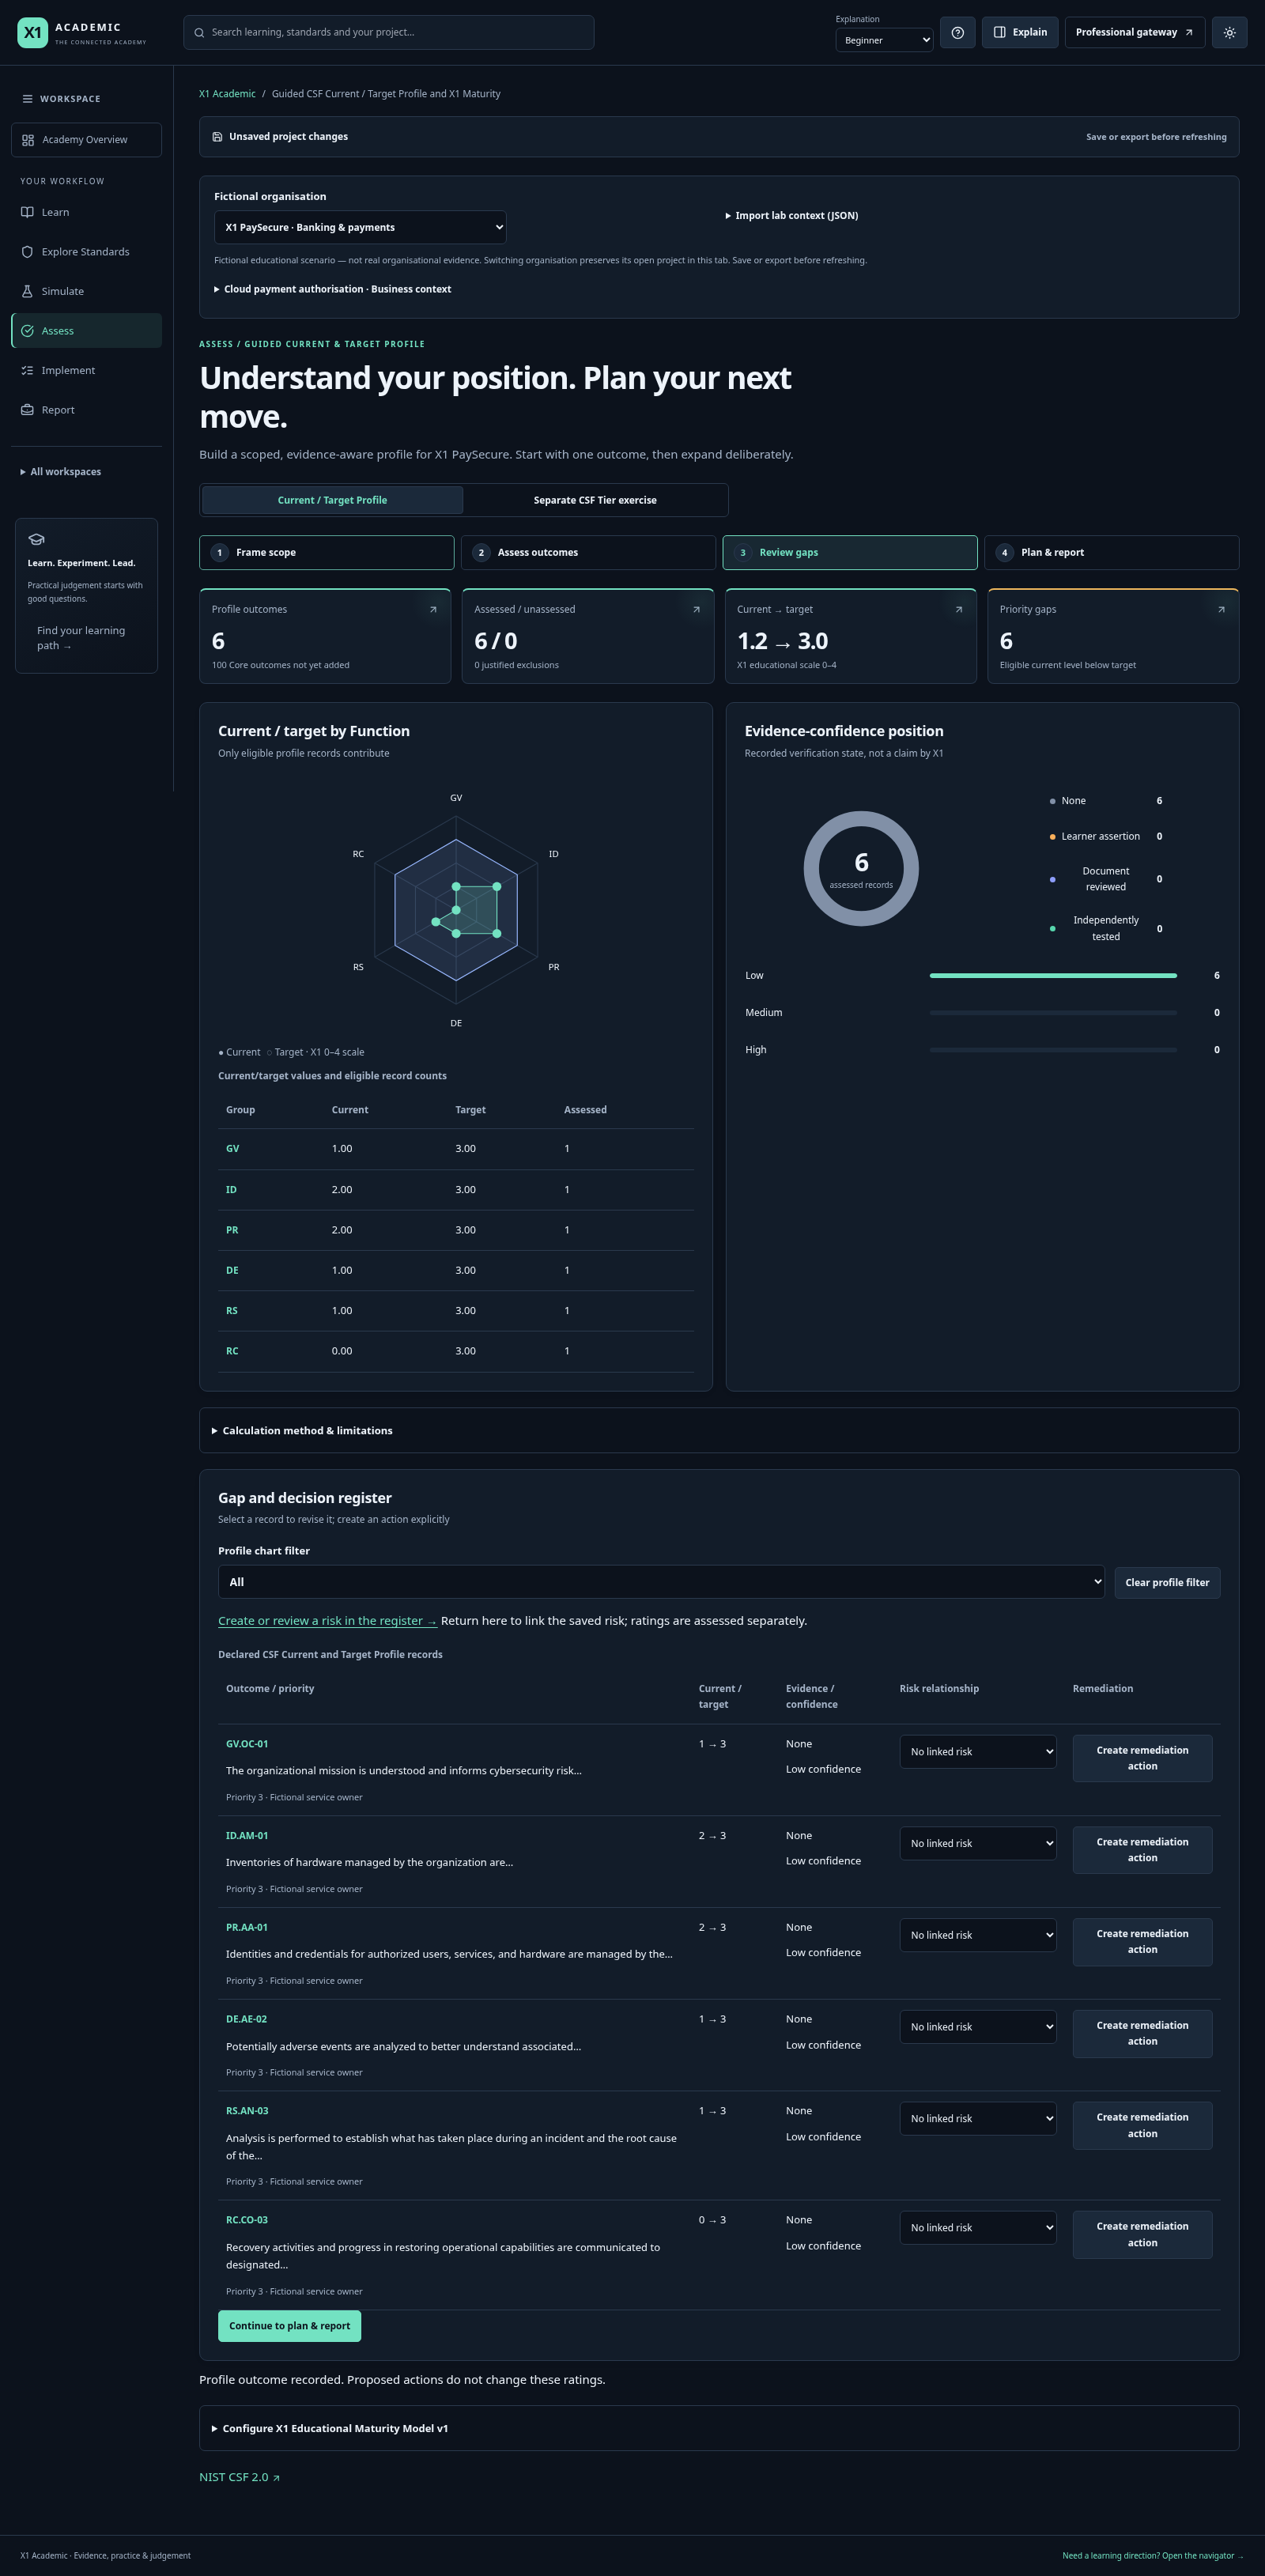 X1
ACADEMIC
THE CONNECTED ACADEMY
Search learning, standards and your project...
Explanation
Beginner
Explain
Professional gateway ↗
WORKSPACE
Academy Overview
YOUR WORKFLOW
Learn
Explore Standards
Simulate
Assess
Implement
Report
▶ All workspaces
Learn. Experiment. Lead.
Practical judgement starts with
good questions.
Find your learning
path →
X1 Academic / Guided CSF Current / Target Profile and X1 Maturity
Unsaved project changes
Save or export before refreshing
Fictional organisation
X1 PaySecure · Banking & payments
▶ Import lab context (JSON)
Fictional educational scenario — not real organisational evidence. Switching organisation preserves its open project in this tab. Save or export before refreshing.
▶ Cloud payment authorisation · Business context
ASSESS / GUIDED CURRENT & TARGET PROFILE
Understand your position. Plan your next
move.
Build a scoped, evidence-aware profile for X1 PaySecure. Start with one outcome, then expand deliberately.
Current / Target Profile
Separate CSF Tier exercise
1 Frame scope
2 Assess outcomes
3 Review gaps
4 Plan & report
Profile outcomes
6
100 Core outcomes not yet added
Assessed / unassessed
6 / 0
0 justified exclusions
Current → target
1.2 → 3.0
X1 educational scale 0–4
Priority gaps
6
Eligible current level below target
Current / target by Function
Only eligible profile records contribute
GV
RC
ID
RS
PR
DE
● Current ○ Target · X1 0–4 scale
Current/target values and eligible record counts
Group Current Target Assessed
GV 1.00 3.00 1
ID 2.00 3.00 1
PR 2.00 3.00 1
DE 1.00 3.00 1
RS 1.00 3.00 1
RC 0.00 3.00 1
Evidence-confidence position
Recorded verification state, not a claim by X1
6
assessed records
None 6
Learner assertion 0
Document
reviewed 0
Independently
tested 0
Low 6
Medium 0
High 0
▶ Calculation method & limitations
Gap and decision register
Select a record to revise it; create an action explicitly
Profile chart filter
All
Clear profile filter
Create or review a risk in the register → Return here to link the saved risk; ratings are assessed separately.
Declared CSF Current and Target Profile records
Outcome / priority
Current /
target
Evidence /
confidence
Risk relationship
Remediation
GV.OC-01
The organizational mission is understood and informs cybersecurity risk...
Priority 3 · Fictional service owner
1 → 3
None
Low confidence
No linked risk
Create remediation
action
ID.AM-01
Inventories of hardware managed by the organization are...
Priority 3 · Fictional service owner
2 → 3
None
Low confidence
No linked risk
Create remediation
action
PR.AA-01
Identities and credentials for authorized users, services, and hardware are managed by the...
Priority 3 · Fictional service owner
2 → 3
None
Low confidence
No linked risk
Create remediation
action
DE.AE-02
Potentially adverse events are analyzed to better understand associated...
Priority 3 · Fictional service owner
1 → 3
None
Low confidence
No linked risk
Create remediation
action
RS.AN-03
Analysis is performed to establish what has taken place during an incident and the root cause
of the...
Priority 3 · Fictional service owner
1 → 3
None
Low confidence
No linked risk
Create remediation
action
RC.CO-03
Recovery activities and progress in restoring operational capabilities are communicated to
designated...
Priority 3 · Fictional service owner
0 → 3
None
Low confidence
No linked risk
Create remediation
action
Continue to plan & report
Profile outcome recorded. Proposed actions do not change these ratings.
▶ Configure X1 Educational Maturity Model v1
NIST CSF 2.0 ↗
X1 Academic · Evidence, practice & judgement
Need a learning direction? Open the navigator →